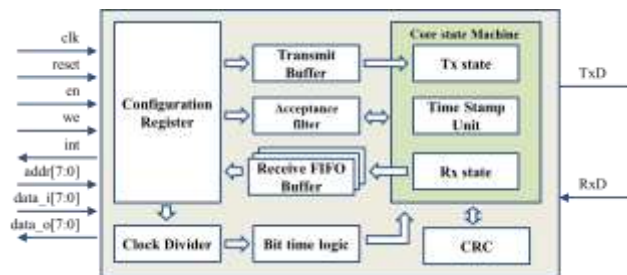 clk
reset
en
we
int
addr[7:0]
data_i[7:0]
data_o[7:0]
Configuration
Register
Transmit
Buffer
Acceptance
filter
Receive FIFO
Buffer
Clock Divider
Bit time logic
Core state Machine
Tx state
Time Stamp
Unit
Rx state
CRC
TxD
RxD